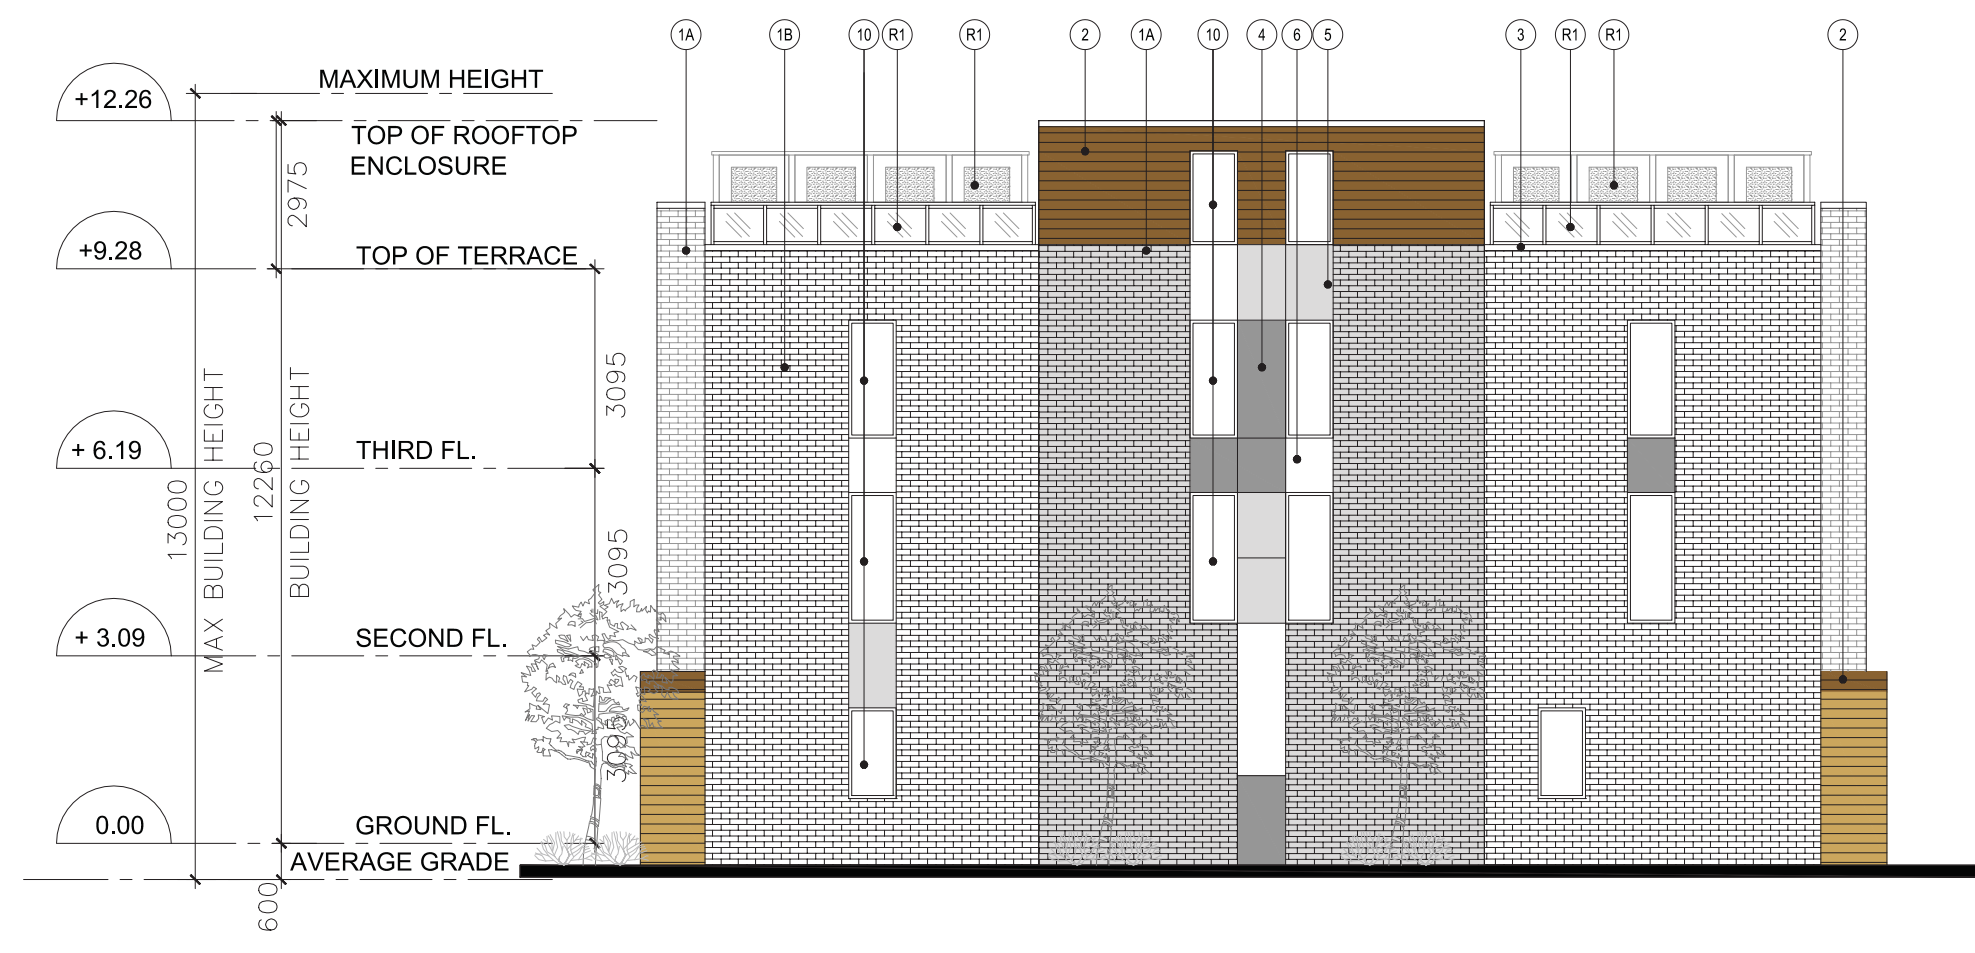 1A 1B 10 R1 R1 2 1A 10 4 6 5 3 R1 R1 2
MAXIMUM HEIGHT
+12.26
TOP OF ROOFTOP
ENCLOSURE
2975
+9.28
TOP OF TERRACE
3095
+ 6.19
THIRD FL.
13000
MAX BUILDING HEIGHT
12260
BUILDING HEIGHT
3095
+ 3.09
SECOND FL.
3095
0.00
GROUND FL.
AVERAGE GRADE
600
2